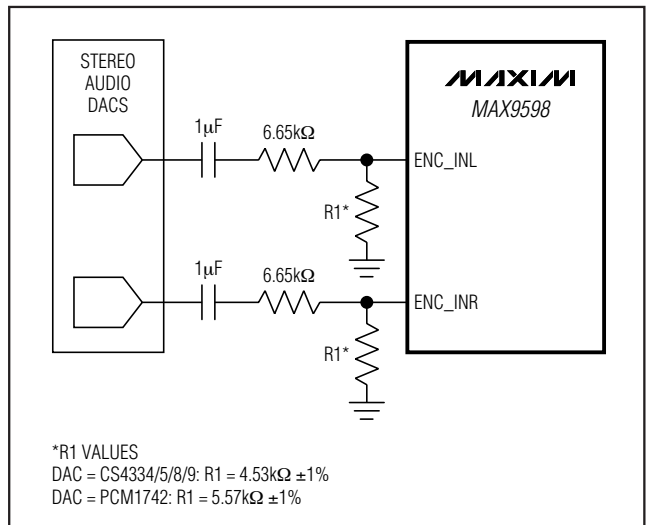 STEREO
AUDIO
DACS
MAXIM
MAX9598
1μF
6.65kΩ
ENC_INL
R1*
1μF
6.65kΩ
ENC_INR
R1*
*R1 VALUES
DAC = CS4334/5/8/9: R1 = 4.53kΩ ±1%
DAC = PCM1742: R1 = 5.57kΩ ±1%